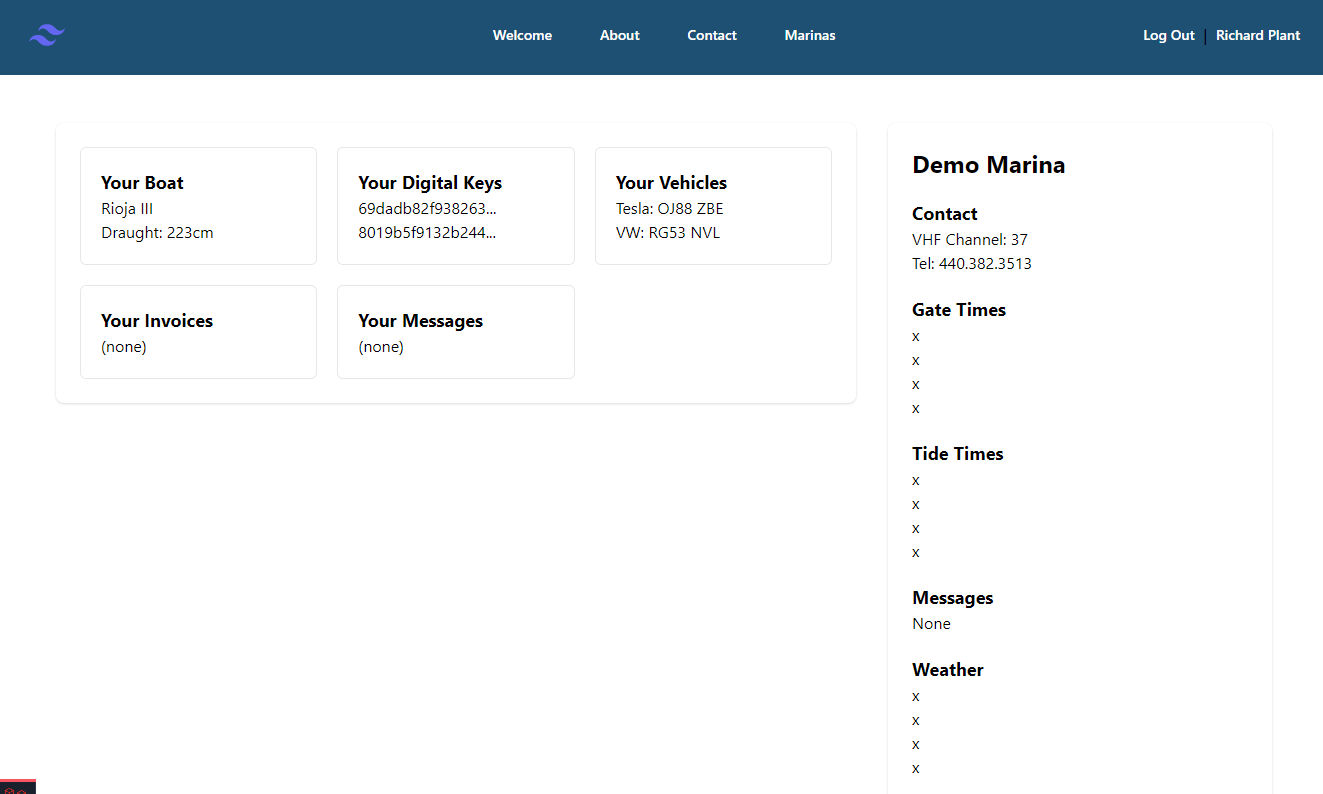 Welcome About Contact Marinas Log Out | Richard Plant
Your Boat
Rioja III
Draught: 223cm
Your Digital Keys
69dadb82f938263...
8019b5f9132b244...
Your Vehicles
Tesla: OJ88 ZBE
VW: RG53 NVL
Your Invoices
(none)
Your Messages
(none)
Demo Marina
Contact
VHF Channel: 37
Tel: 440.382.3513
Gate Times
x
x
x
x
Tide Times
x
x
x
x
Messages
None
Weather
x
x
x
x